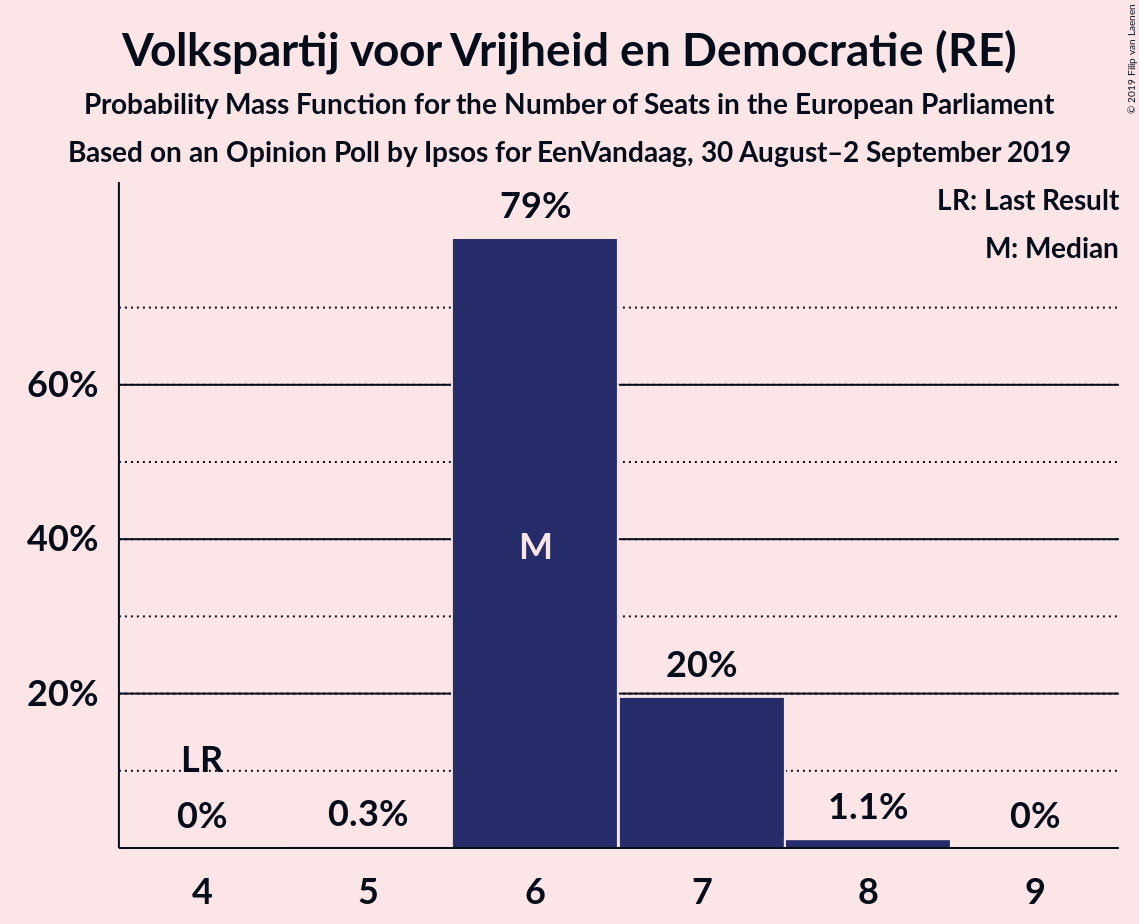 Volkspartij voor Vrijheid en Democratie (RE)
Probability Mass Function for the Number of Seats in the European Parliament
Based on an Opinion Poll by Ipsos for EenVandaag, 30 August–2 September 2019
© 2019 Filip van Laenen
LR: Last Result
M: Median
79%
60%
40%
M
20%
20%
LR
0%
0.3%
1.1%
0%
4 5 6 7 8 9